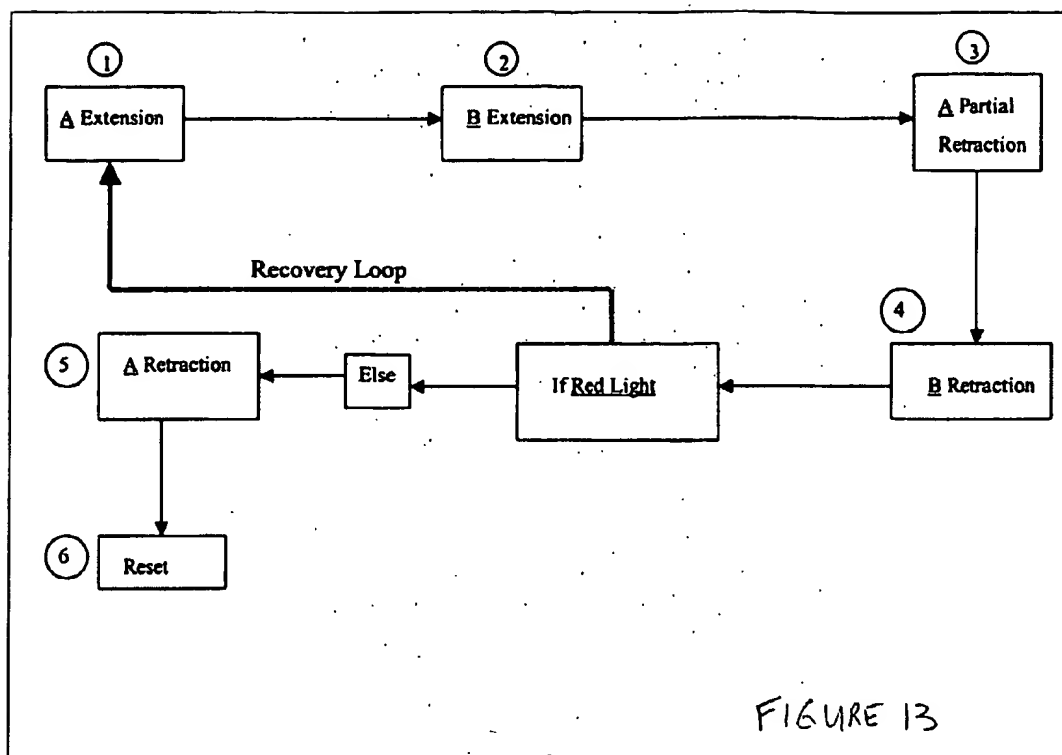 1
2
3
A Extension
B Extension
A Partial
Retraction
Recovery Loop
4
5
A Retraction
Else
If Red Light
B Retraction
6
Reset
FIGURE 13